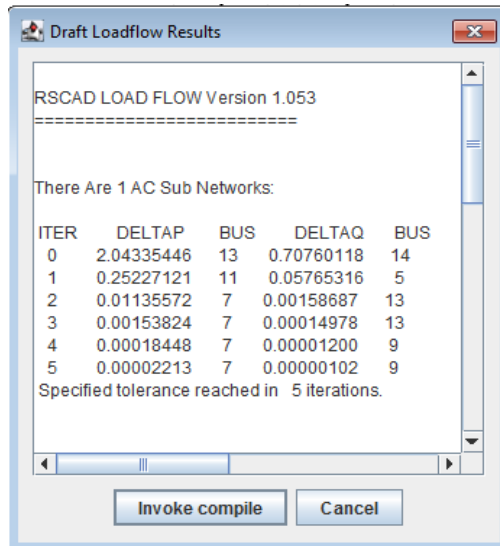 Draft Loadflow Results
RSCAD LOAD FLOW Version 1.053
==========================
There Are 1 AC Sub Networks:
ITER DELTAP BUS DELTAQ BUS
0 2.04335446 13 0.70760118 14
1 0.25227121 11 0.05765316 5
2 0.01135572 7 0.00158687 13
3 0.00153824 7 0.00014978 13
4 0.00018448 7 0.00001200 9
5 0.00002213 7 0.00000102 9
Specified tolerance reached in 5 iterations.
Invoke compile Cancel